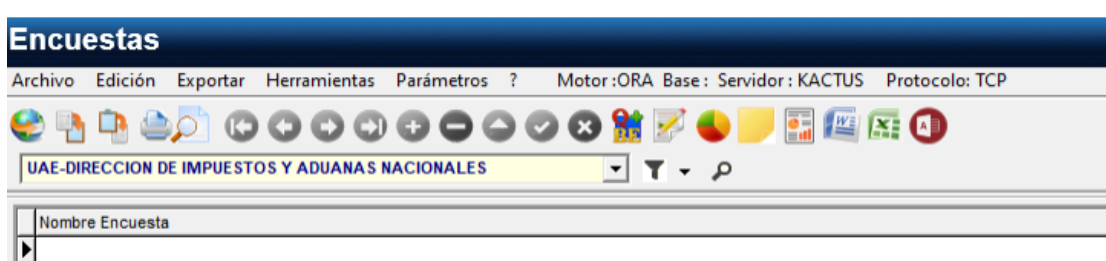 Encuestas
Archivo Edición Exportar Herramientas Parámetros ? Motor :ORA Base : Servidor : KACTUS Protocolo: TCP
UAE-DIRECCION DE IMPUESTOS Y ADUANAS NACIONALES
Nombre Encuesta